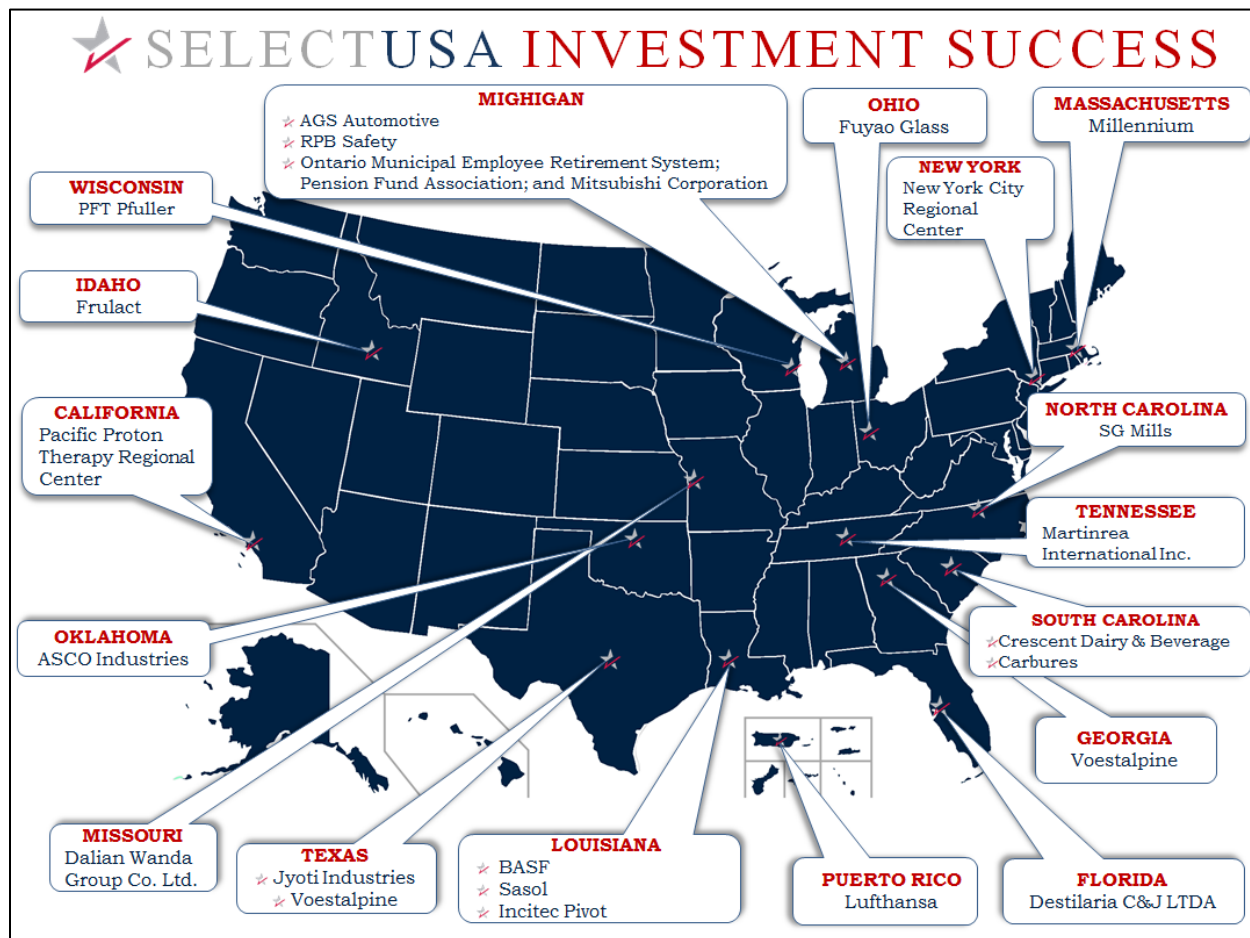 SELECTUSA INVESTMENT SUCCESS
MIGHIGAN
AGS Automotive
RPB Safety
Ontario Municipal Employee Retirement System;
Pension Fund Association; and Mitsubishi Corporation
OHIO
Fuyao Glass
MASSACHUSETTS
Millennium
NEW YORK
New York City
Regional
Center
WISCONSIN
PFT Pfuller
IDAHO
Frulact
CALIFORNIA
Pacific Proton
Therapy Regional
Center
NORTH CAROLINA
SG Mills
TENNESSEE
Martinrea
International Inc.
OKLAHOMA
ASCO Industries
SOUTH CAROLINA
Crescent Dairy & Beverage
Carbures
GEORGIA
Voestalpine
MISSOURI
Dalian Wanda
Group Co. Ltd.
TEXAS
Jyoti Industries
Voestalpine
LOUISIANA
BASF
Sasol
Incitec Pivot
PUERTO RICO
Lufthansa
FLORIDA
Destilaria C&J LTDA